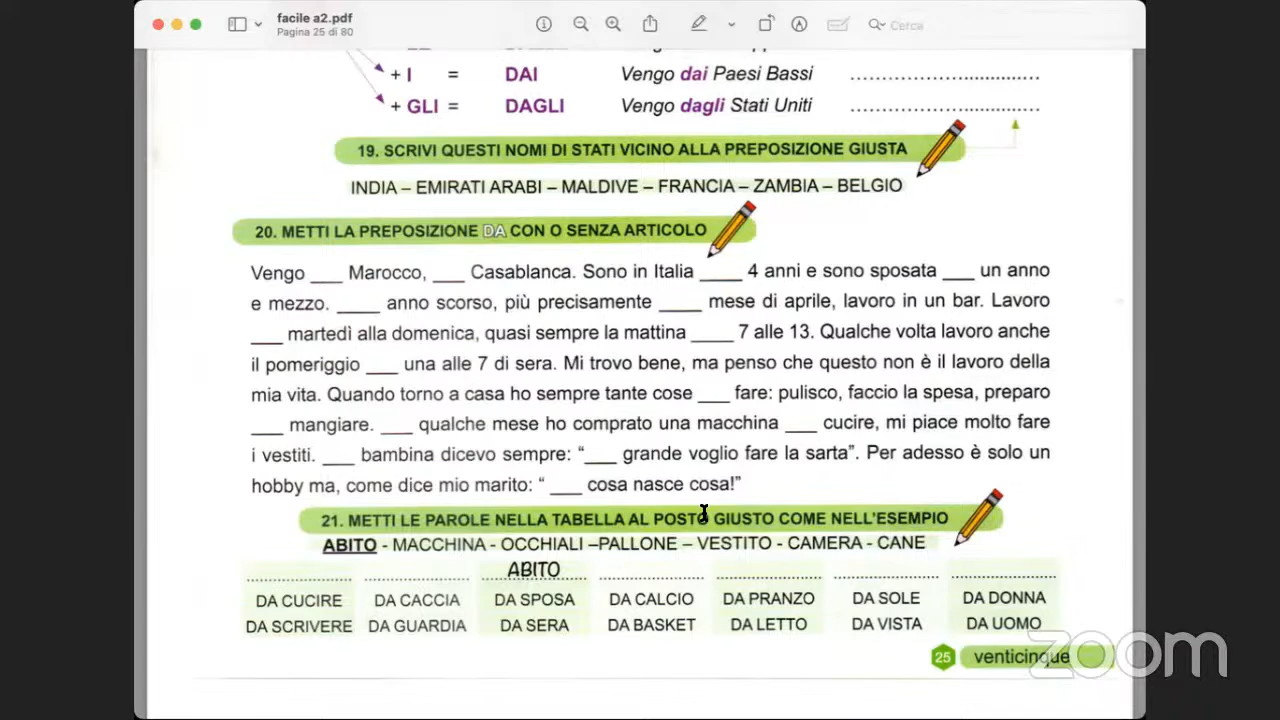 facile a2.pdf
Pagina 25 di 80
Cerca
+ I = DAI Vengo dai Paesi Bassi ........................................
+ GLI = DAGLI Vengo dagli Stati Uniti ........................................
19. SCRIVI QUESTI NOMI DI STATI VICINO ALLA PREPOSIZIONE GIUSTA
INDIA – EMIRATI ARABI – MALDIVE – FRANCIA – ZAMBIA – BELGIO
20. METTI LA PREPOSIZIONE DA CON O SENZA ARTICOLO
Vengo ___ Marocco, ___ Casablanca. Sono in Italia ____ 4 anni e sono sposata ___ un anno
e mezzo. ____ anno scorso, più precisamente ____ mese di aprile, lavoro in un bar. Lavoro
___ martedì alla domenica, quasi sempre la mattina ____ 7 alle 13. Qualche volta lavoro anche
il pomeriggio ___ una alle 7 di sera. Mi trovo bene, ma penso che questo non è il lavoro della
mia vita. Quando torno a casa ho sempre tante cose ___ fare: pulisco, faccio la spesa, preparo
___ mangiare. ___ qualche mese ho comprato una macchina ___ cucire, mi piace molto fare
i vestiti. ___ bambina dicevo sempre: “___ grande voglio fare la sarta”. Per adesso è solo un
hobby ma, come dice mio marito: “ ___ cosa nasce cosa!”
21. METTI LE PAROLE NELLA TABELLA AL POSTO GIUSTO COME NELL'ESEMPIO
ABITO - MACCHINA - OCCHIALI –PALLONE – VESTITO - CAMERA - CANE
ABITO
DA CUCIRE DA CACCIA DA SPOSA DA CALCIO DA PRANZO DA SOLE DA DONNA
DA SCRIVERE DA GUARDIA DA SERA DA BASKET DA LETTO DA VISTA DA UOMO
25 venticinque
zoom